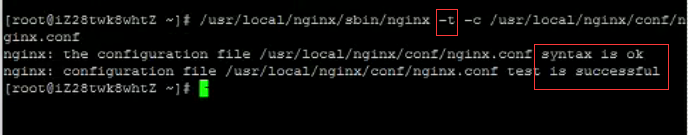 [root@iZ28twk8whtZ ~]# /usr/local/nginx/sbin/nginx -t -c /usr/local/nginx/conf/n
ginx.conf
nginx: the configuration file /usr/local/nginx/conf/nginx.conf syntax is ok
nginx: configuration file /usr/local/nginx/conf/nginx.conf test is successful
[root@iZ28twk8whtZ ~]#